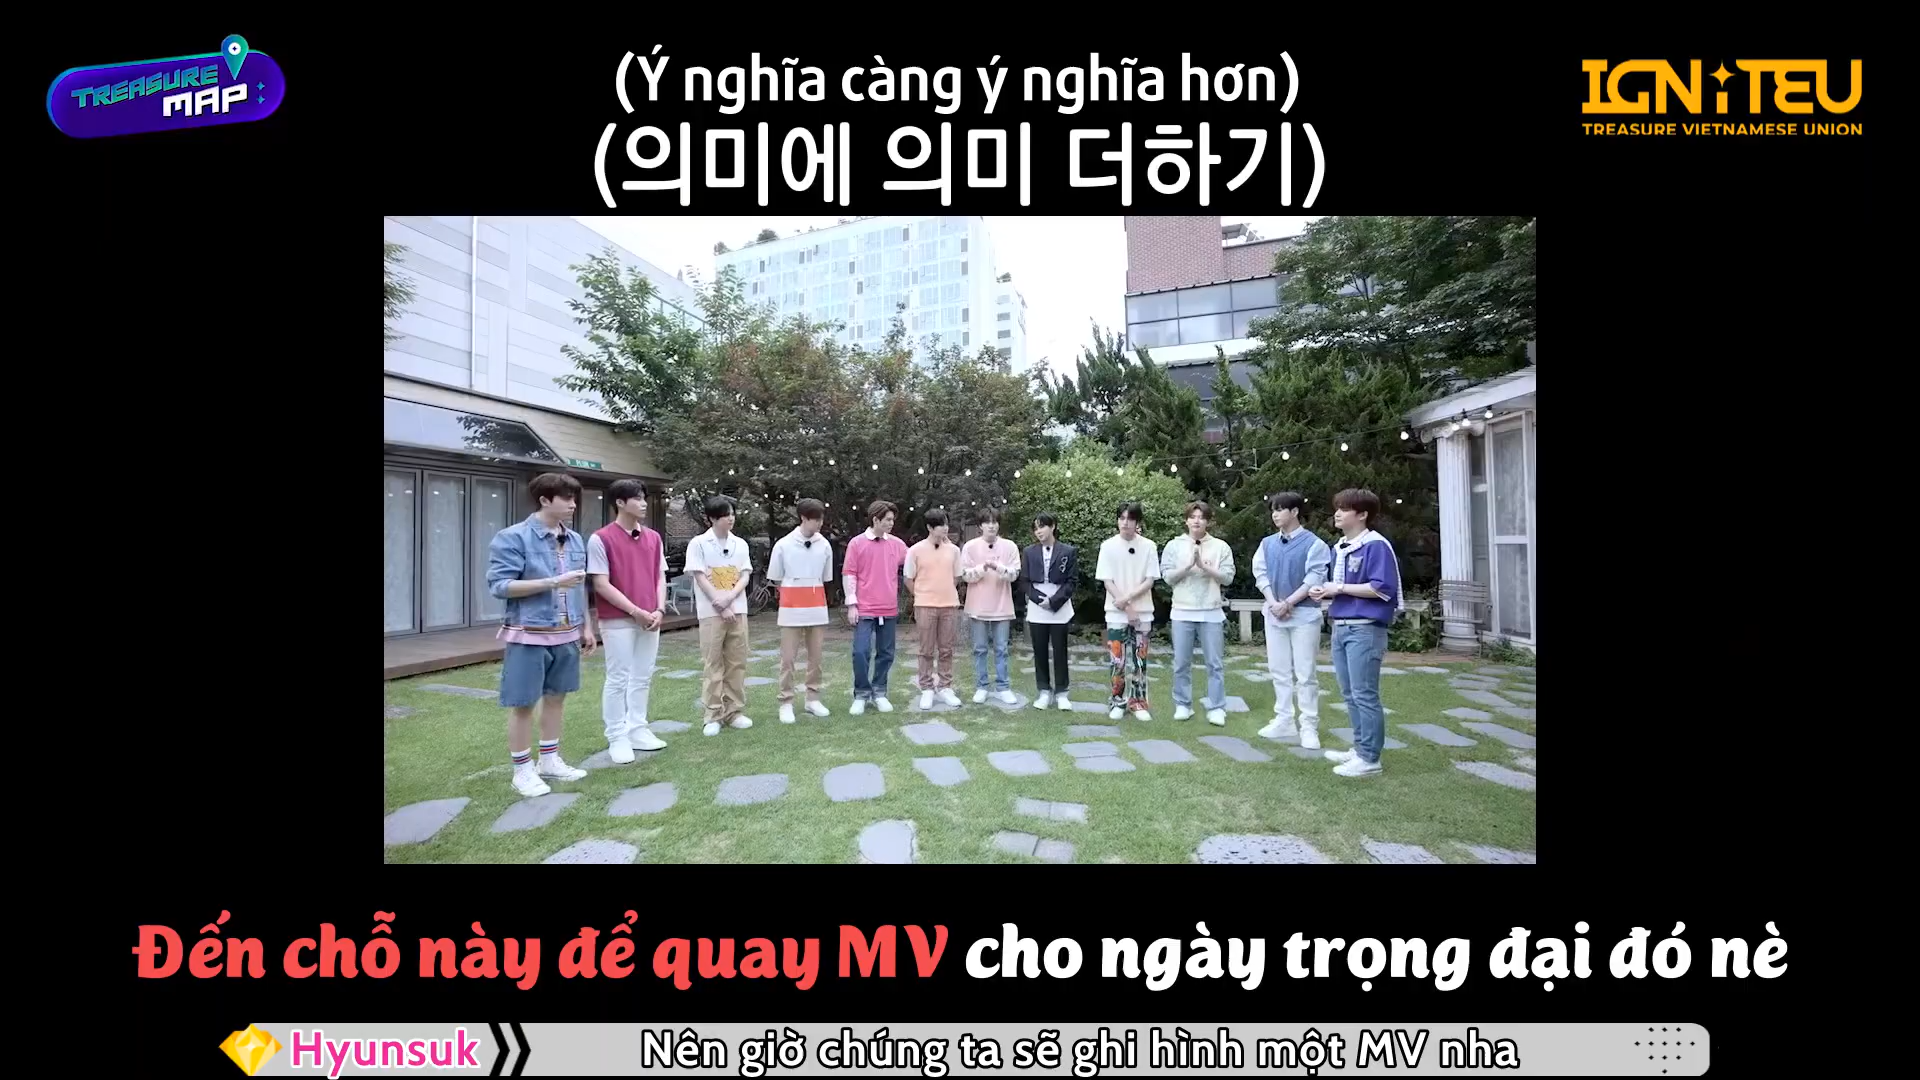 TREASURE
MAP
(Ý nghĩa càng ý nghĩa hơn)
(의미에 의미 더하기)
IGNITEU
TREASURE VIETNAMESE UNION
Đến chỗ này để quay MV cho ngày trọng đại đó nè
Hyunsuk
Nên giờ chúng ta sẽ ghi hình một MV nha